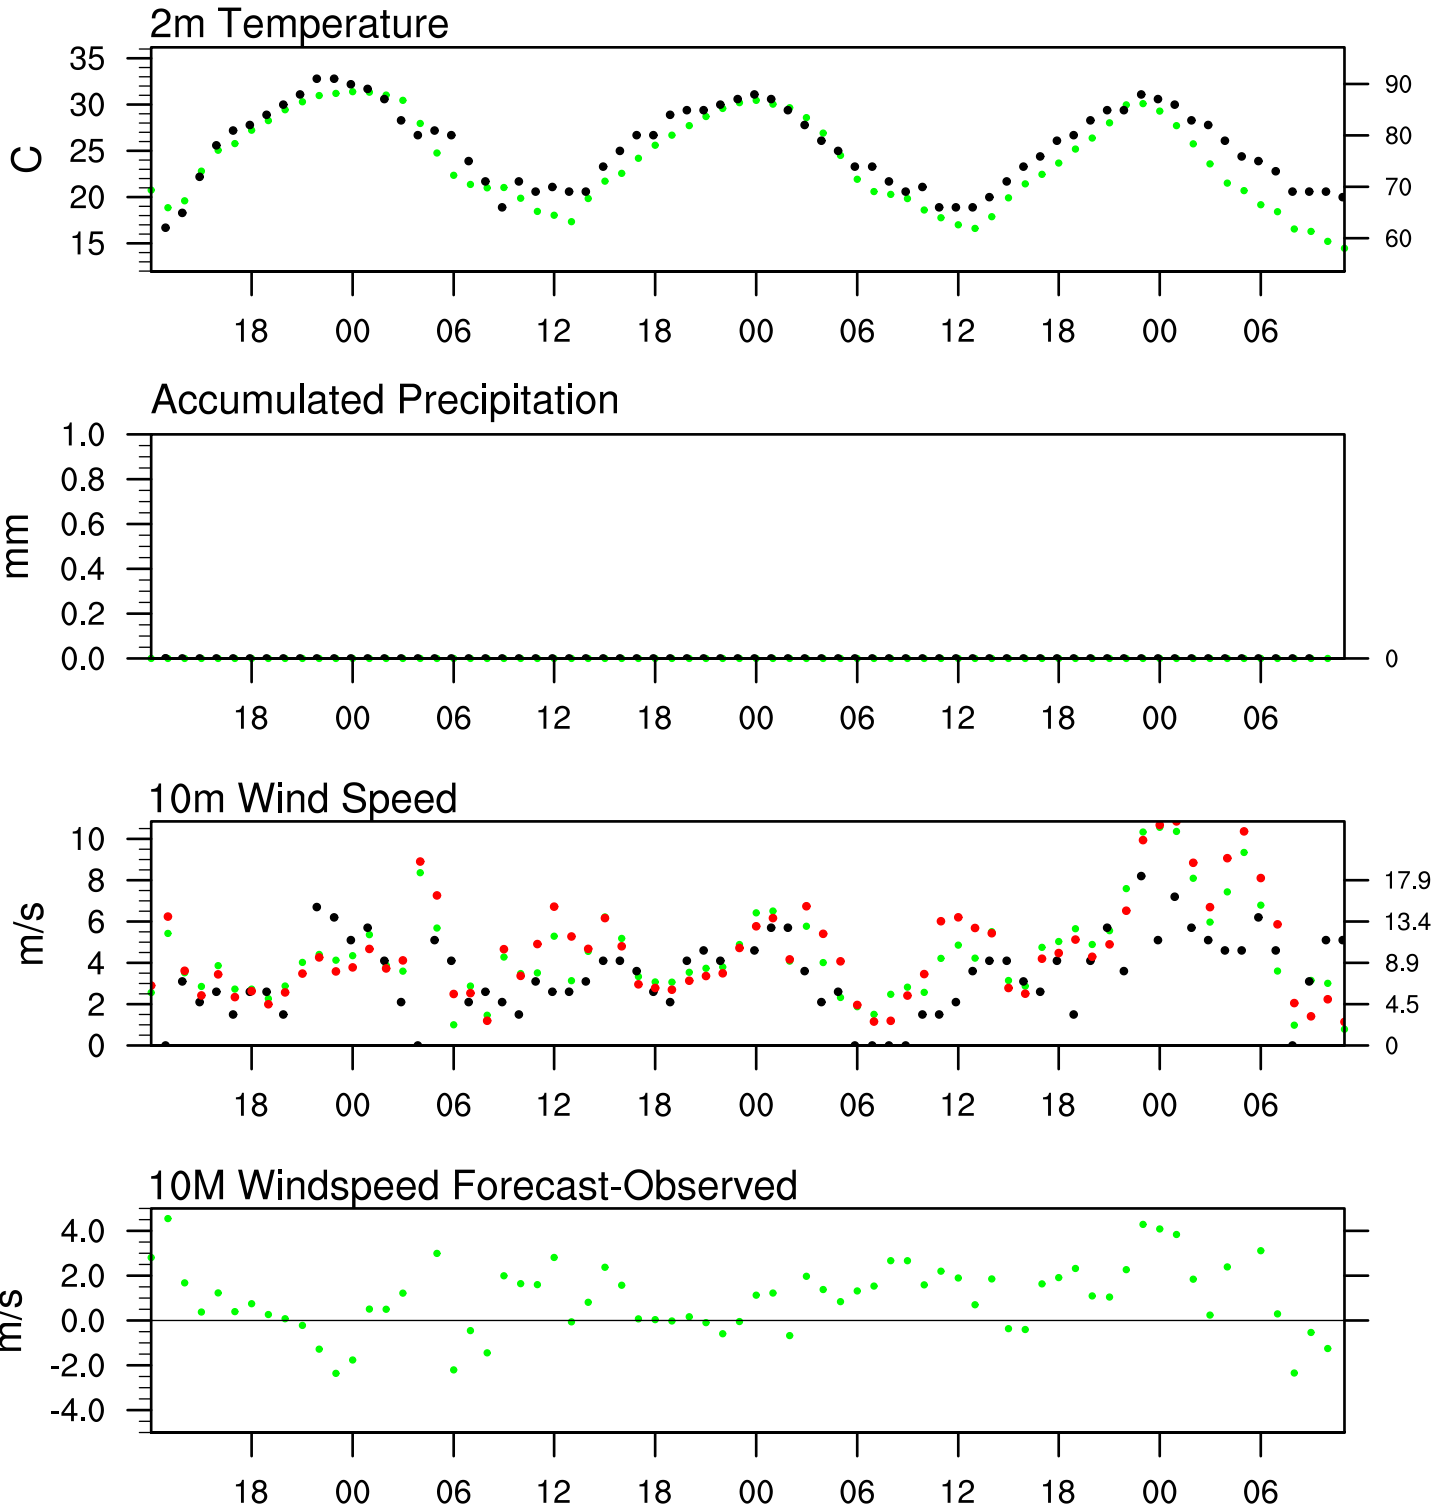 2m Temperature
35
30
25
20
15
C
90
80
70
60
18 00 06 12 18 00 06 12 18 00 06
Accumulated Precipitation
1.0
0.8
0.6
0.4
0.2
0.0
mm
0
18 00 06 12 18 00 06 12 18 00 06
10m Wind Speed
10
8
6
4
2
0
m/s
17.9
13.4
8.9
4.5
0
18 00 06 12 18 00 06 12 18 00 06
10M Windspeed Forecast-Observed
4.0
2.0
0.0
-2.0
-4.0
m/s
18 00 06 12 18 00 06 12 18 00 06